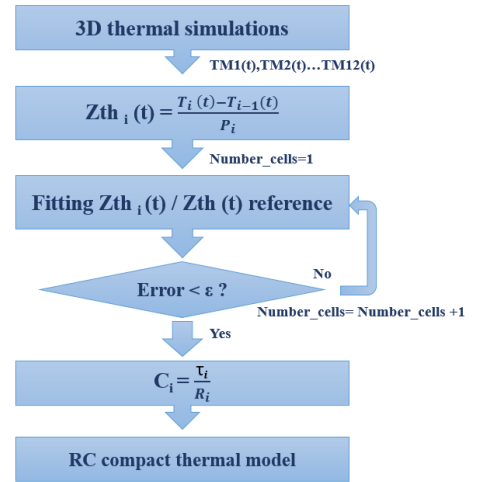 3D thermal simulations
TM1(t),TM2(t)…TM12(t)
Zth i (t) = (Ti (t)−Ti−1(t)) / Pi
Number_cells=1
Fitting Zth i (t) / Zth (t) reference
Error < ε ?
No
Number_cells= Number_cells +1
Yes
Ci = τi / Ri
RC compact thermal model